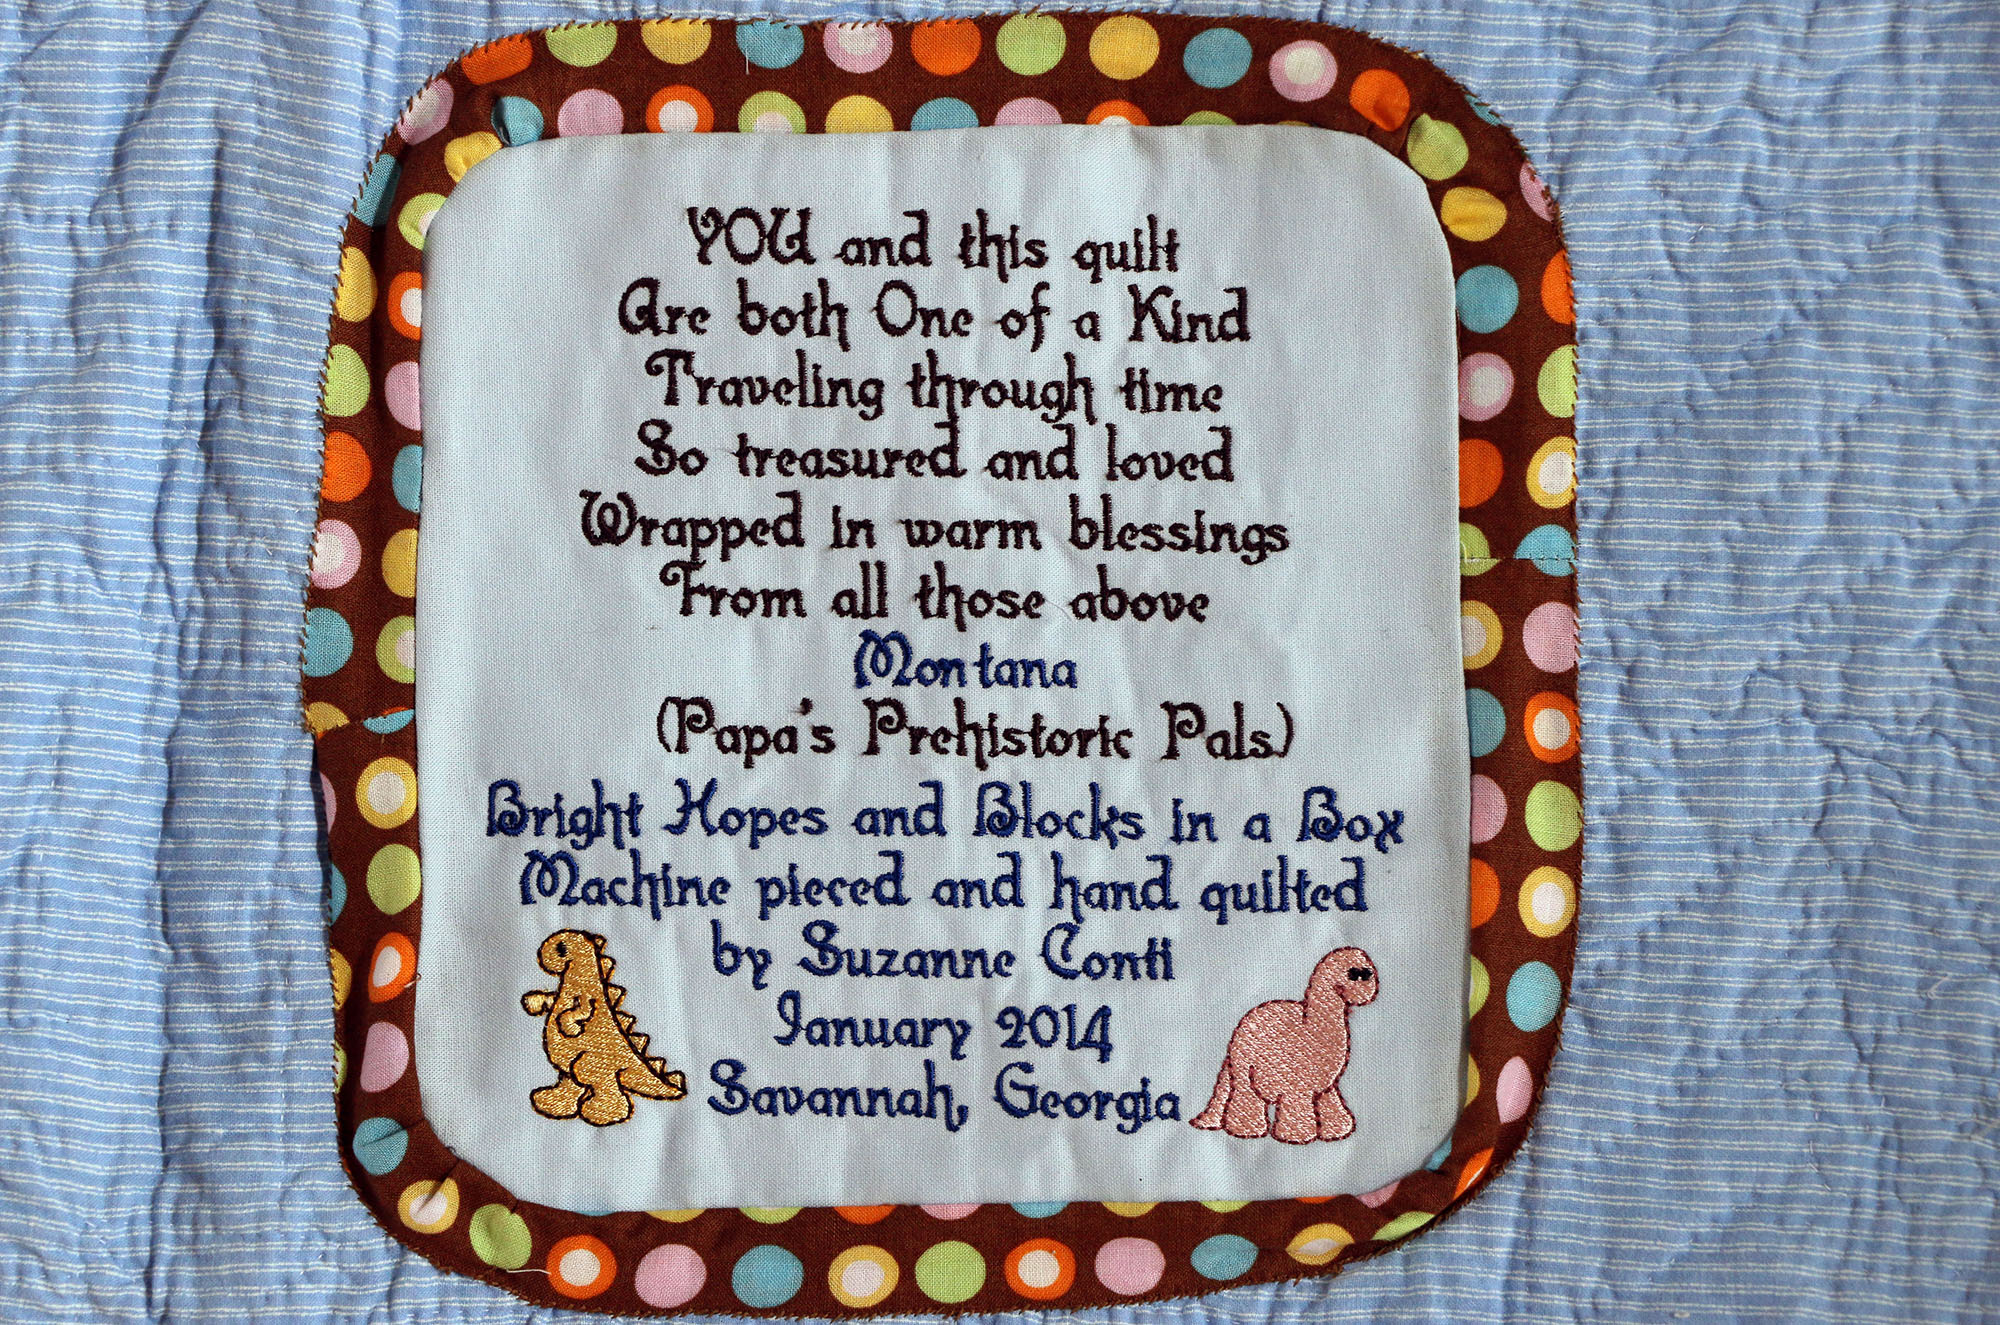 YOU and this quilt
Are both One of a Kind
Traveling through time
So treasured and loved
Wrapped in warm blessings
From all those above
Montana
(Papa's Prehistoric Pals)
Bright Hopes and Blocks in a Box
Machine pieced and hand quilted
by Suzanne Conti
January 2014
Savannah, Georgia